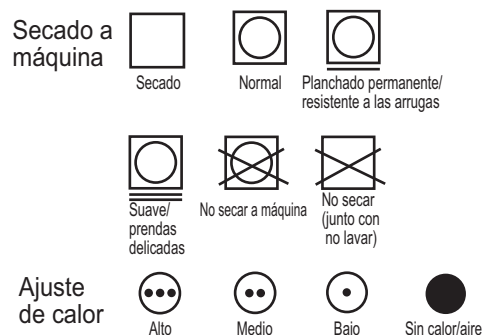 Secado a
máquina
Secado
Normal
Planchado permanente/
resistente a las arrugas
Suave/
prendas
delicadas
No secar a máquina
No secar
(junto con
no lavar)
Ajuste
de calor
Alto
Medio
Bajo
Sin calor/aire